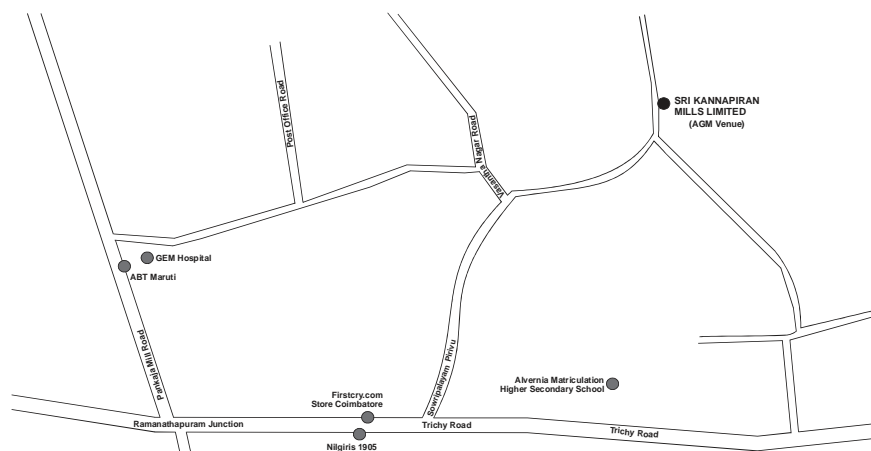 Post Office Road
Vasantha Nagar Road
SRI KANNAPIRAN
MILLS LIMITED
(AGM Venue)
GEM Hospital
ABT Maruti
Pankaja Mill Road
Sowripalayam Pirivu
Firstcry.com
Store Coimbatore
Alvernia Matriculation
Higher Secondary School
Ramanathapuram Junction
Trichy Road
Trichy Road
Nilgiris 1905